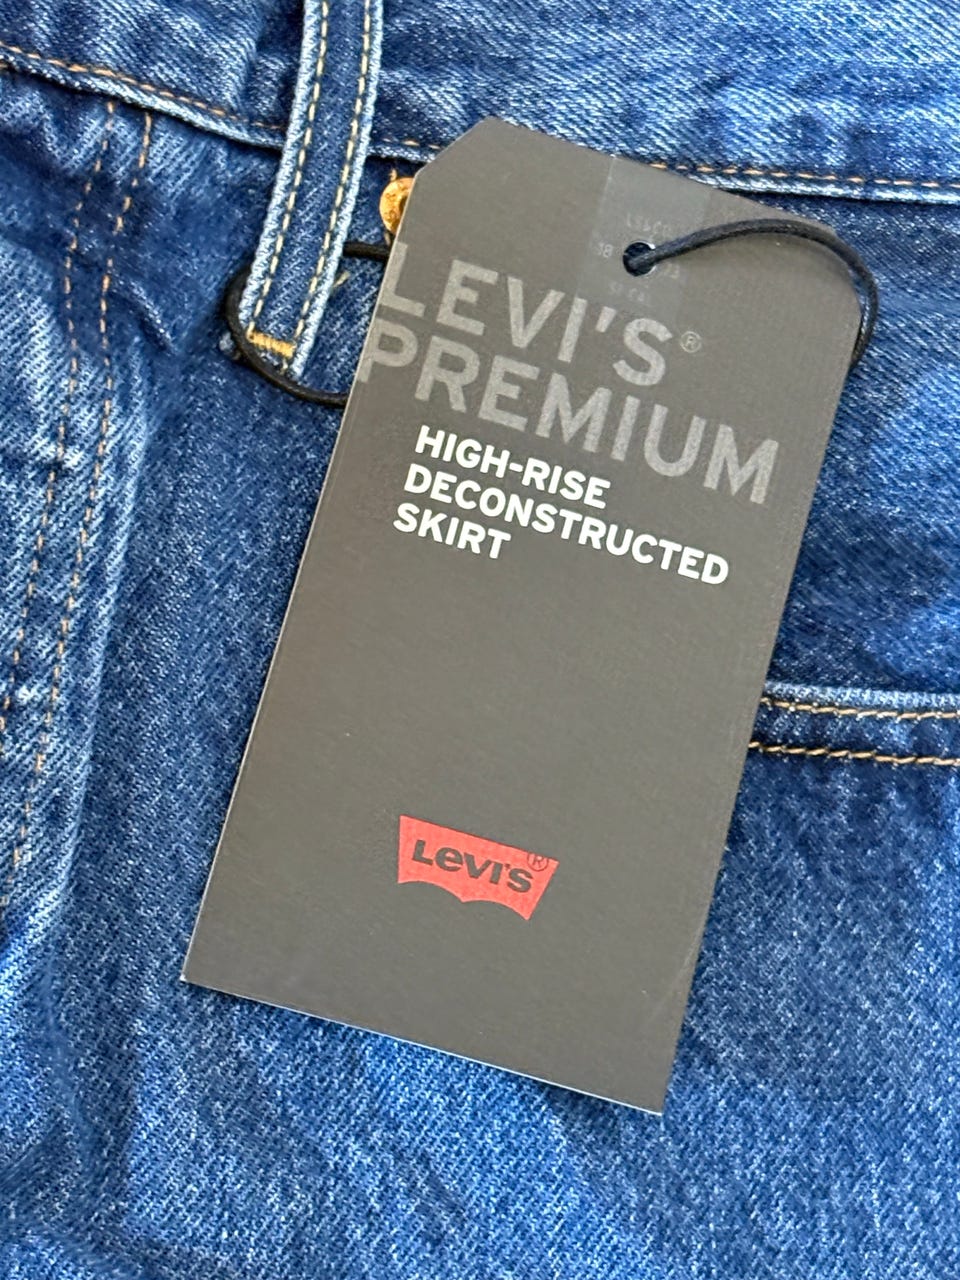 LEVI'S®
PREMIUM
HIGH-RISE
DECONSTRUCTED
SKIRT
Levi's®